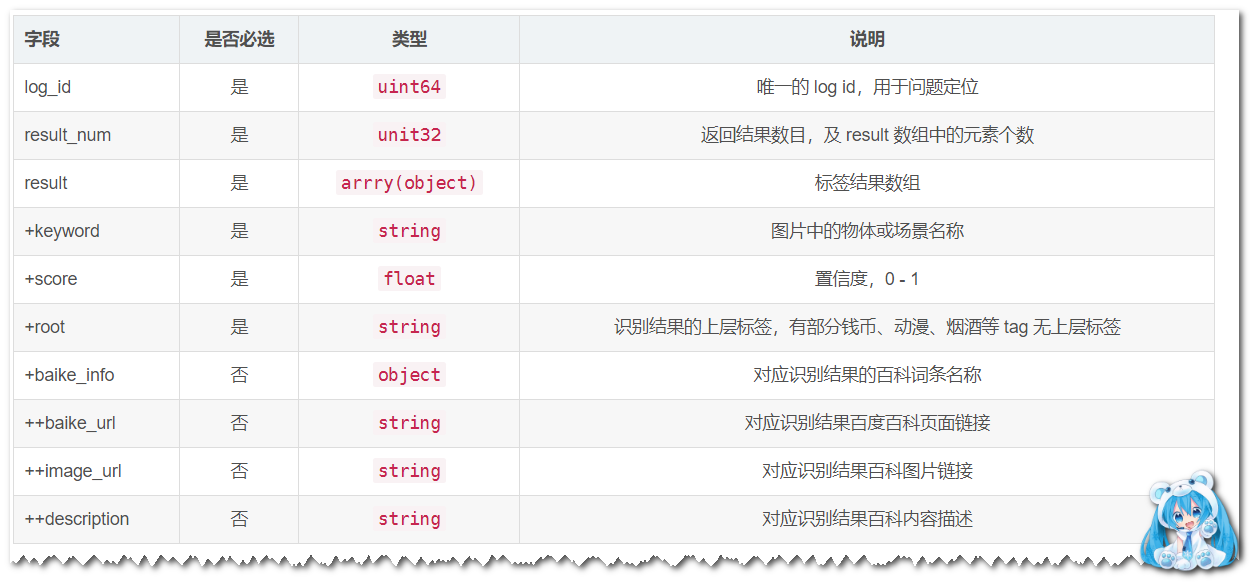 字段 是否必选 类型 说明
log_id 是 uint64 唯一的 log id，用于问题定位
result_num 是 unit32 返回结果数目，及 result 数组中的元素个数
result 是 arrry(object) 标签结果数组
+keyword 是 string 图片中的物体或场景名称
+score 是 float 置信度，0 - 1
+root 是 string 识别结果的上层标签，有部分钱币、动漫、烟酒等 tag 无上层标签
+baike_info 否 object 对应识别结果的百科词条名称
++baike_url 否 string 对应识别结果百度百科页面链接
++image_url 否 string 对应识别结果百科图片链接
++description 否 string 对应识别结果百科内容描述